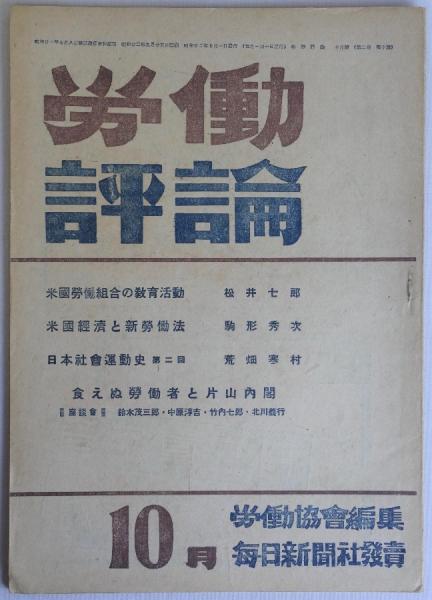 労働
評論
米國勞働組合の教育活動 松井七郎
米國經濟と新勞働法 駒形秀次
日本社會運動史 第二回 荒畑寒村
食えぬ勞働者と片山內閣
座談會 鈴木茂三郎・中原淳吉・竹内七郎・北川義行
10月
労働協會編集
每日新聞社發賣